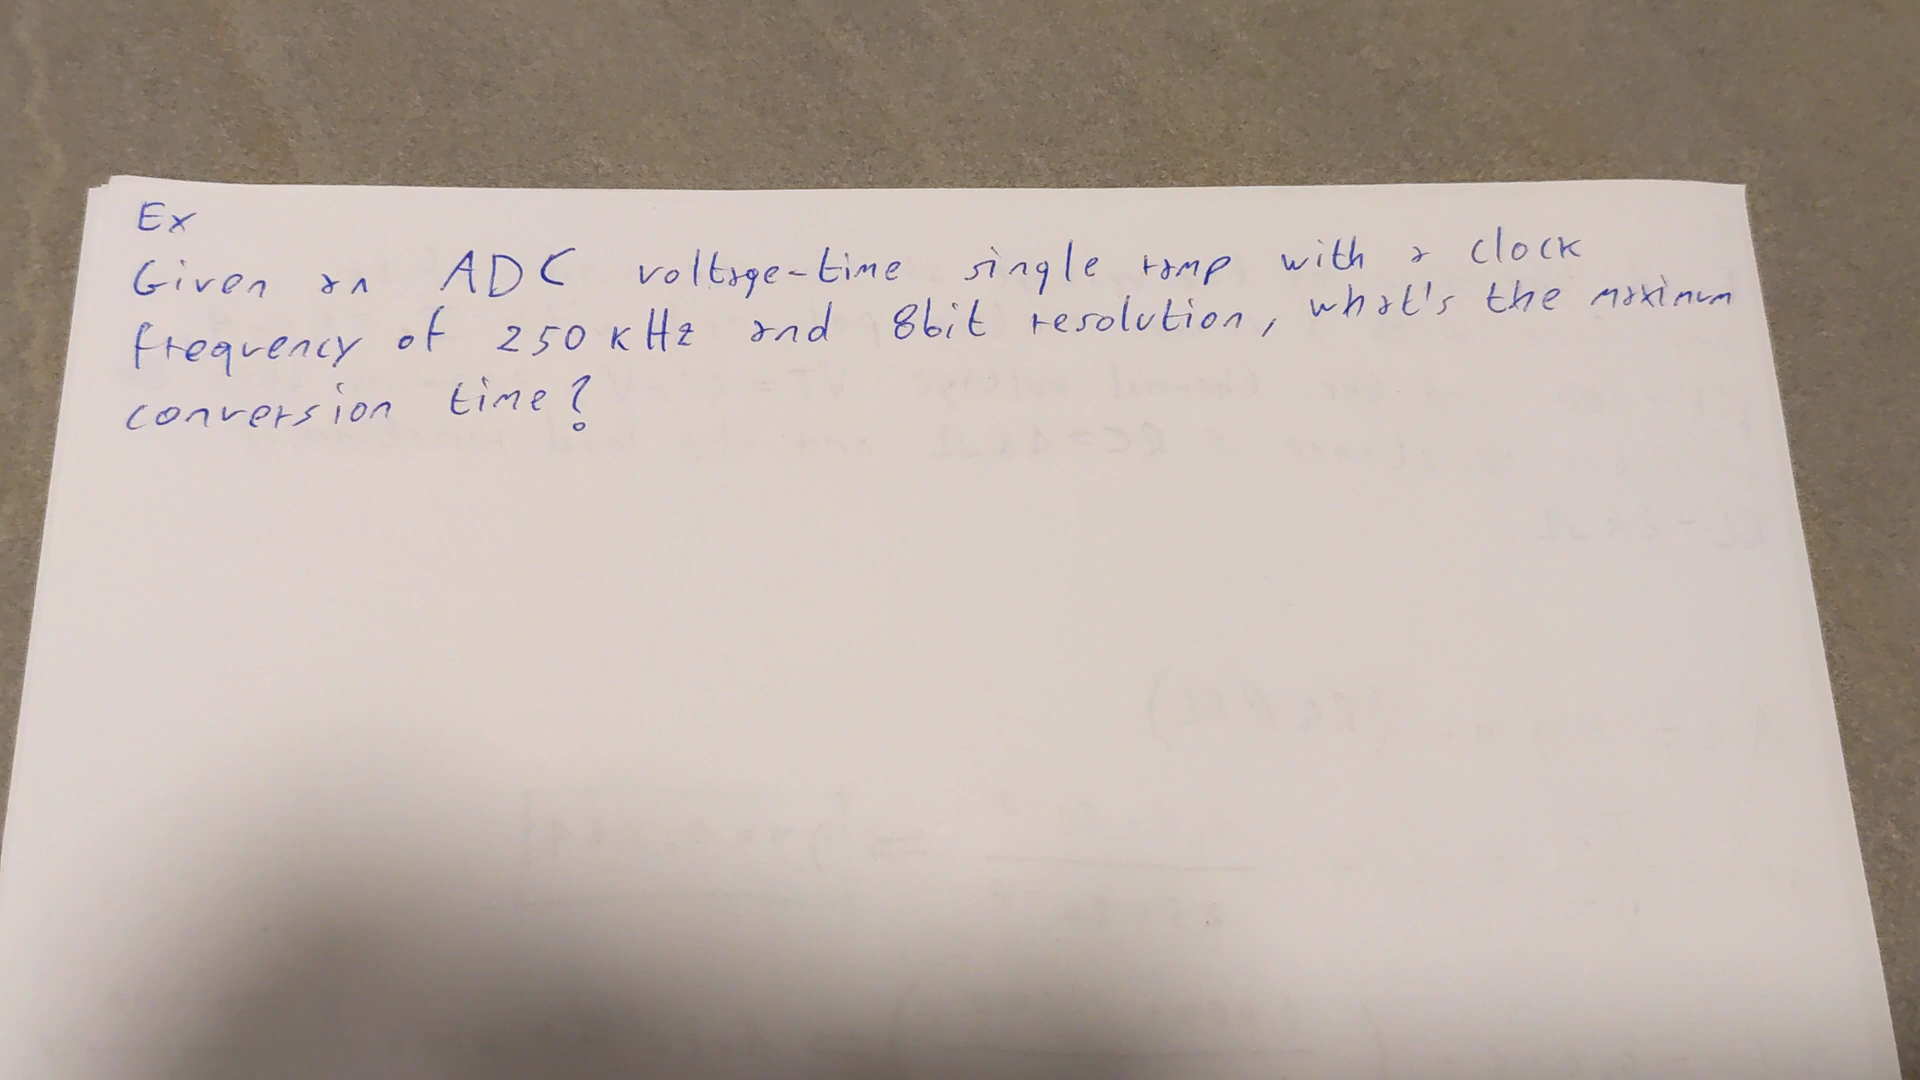 Ex
Given an ADC voltage-time single ramp with a clock
frequency of 250 kHz and 8bit resolution, what's the maximum
conversion time?